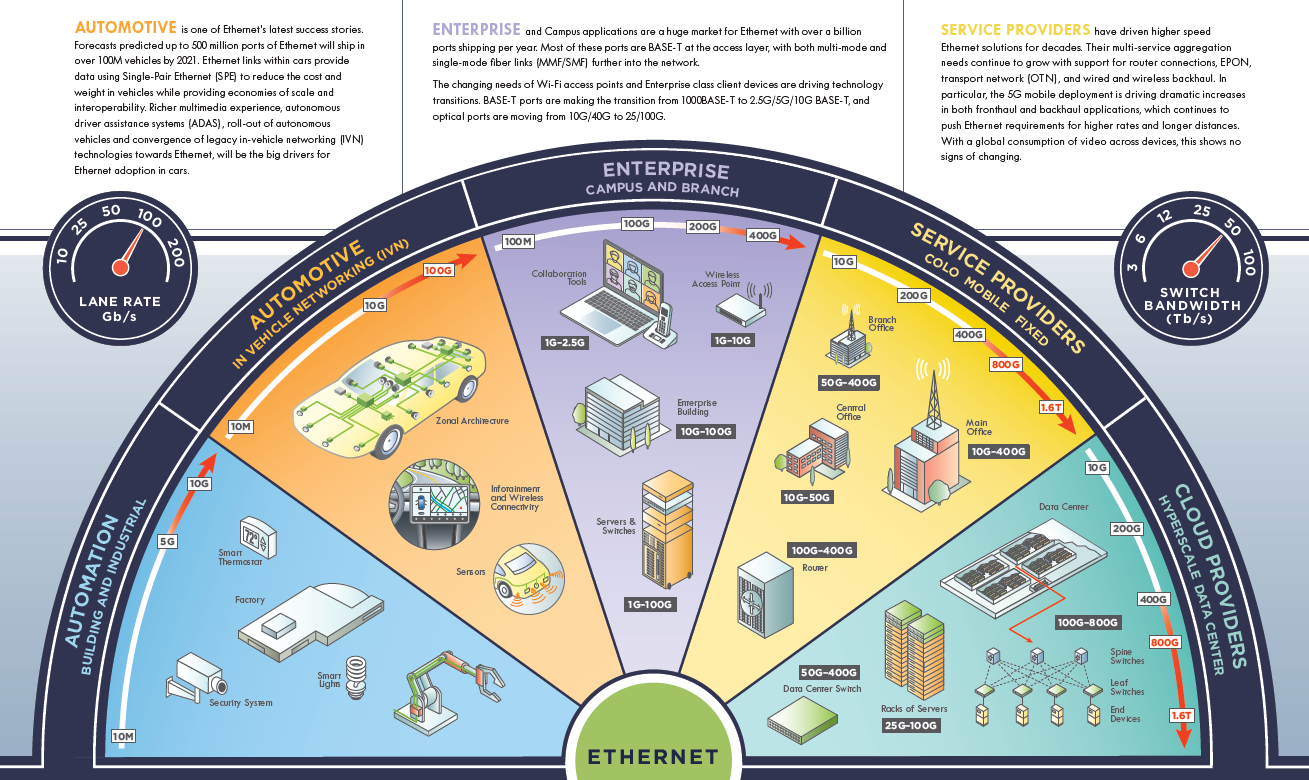 AUTOMOTIVE is one of Ethernet's latest success stories.
Forecasts predicted up to 500 million ports of Ethernet will ship in
over 100M vehicles by 2021. Ethernet links within cars provide
data using Single-Pair Ethernet (SPE) to reduce the cost and
weight in vehicles while providing economies of scale and
interoperability. Richer multimedia experience, autonomous
driver assistance systems (ADAS), roll-out of autonomous
vehicles and convergence of legacy in-vehicle networking (IVN)
technologies towards Ethernet, will be the big drivers for
Ethernet adoption in cars.
ENTERPRISE and Campus applications are a huge market for Ethernet with over a billion
ports shipping per year. Most of these ports are BASE-T at the access layer, with both multi-mode and
single-mode fiber links (MMF/SMF) further into the network.
The changing needs of Wi-Fi access points and Enterprise class client devices are driving technology
transitions. BASE-T ports are making the transition from 1000BASE-T to 2.5G/5G/10G BASE-T, and
optical ports are moving from 10G/40G to 25/100G.
SERVICE PROVIDERS have driven higher speed
Ethernet solutions for decades. Their multi-service aggregation
needs continue to grow with support for router connections, EPON,
transport network (OTN), and wired and wireless backhaul. In
particular, the 5G mobile deployment is driving dramatic increases
in both fronthaul and backhaul applications, which continues to
push Ethernet requirements for higher rates and longer distances.
With a global consumption of video across devices, this shows no
signs of changing.
10 25 50 100 200
LANE RATE
Gb/s
3 6 12 25 50 100
SWITCH
BANDWIDTH
(Tb/s)
AUTOMATION
BUILDING AND INDUSTRIAL
10M
5G
10G
Smart
Thermostat
72°
Factory
Smart
Lights
Security System
AUTOMOTIVE
IN VEHICLE NETWORKING (IVN)
10M
10G
100G
Zonal Architecture
Infotainment
and Wireless
Connectivity
Sensors
ENTERPRISE
CAMPUS AND BRANCH
100M
100G
200G
400G
Collaboration
Tools
1G–2.5G
Wireless
Access Point
1G–10G
Enterprise
Building
10G–100G
Servers &
Switches
1G–100G
SERVICE PROVIDERS
COLO MOBILE FIXED
10G
200G
400G
800G
1.6T
Branch
Office
50G–400G
Central
Office
10G–50G
Main
Office
10G–400G
100G–400G
Router
CLOUD PROVIDERS
HYPERSCALE DATA CENTER
10G
200G
400G
800G
1.6T
Data Center
100G–800G
Spine
Switches
Leaf
Switches
End
Devices
50G–400G
Data Center Switch
Racks of Servers
25G–100G
ETHERNET